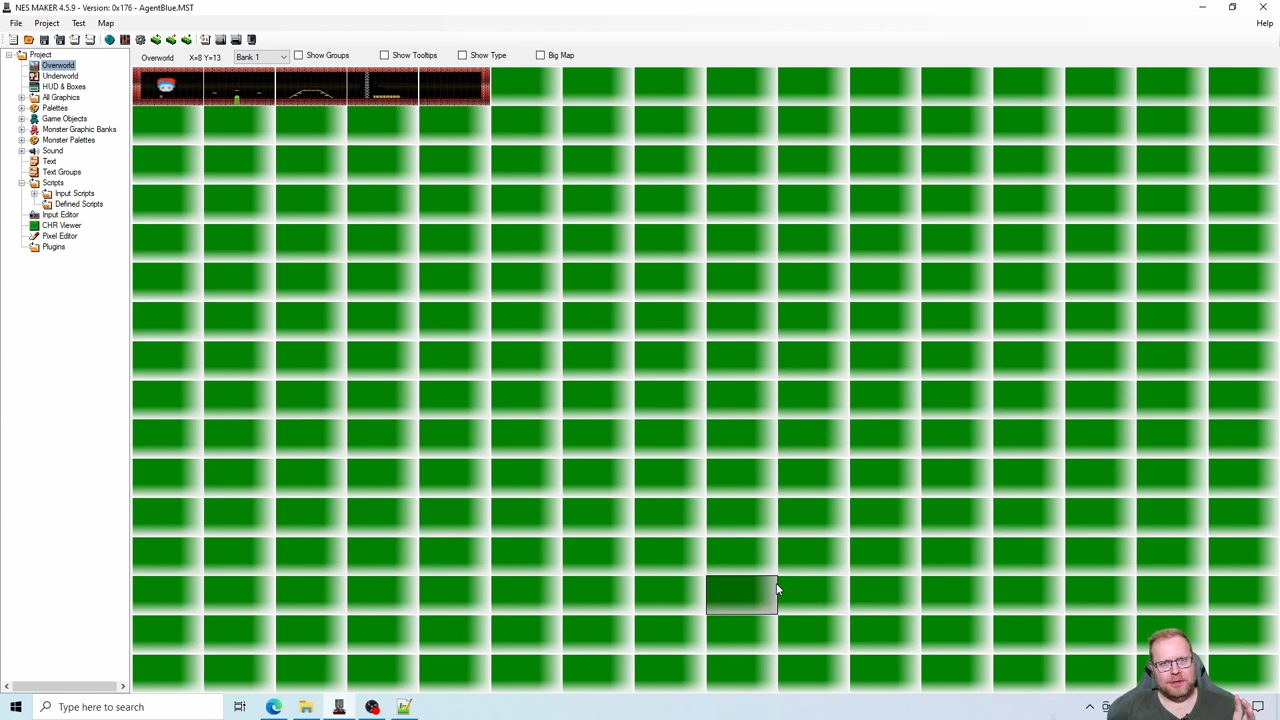 NES MAKER 4.5.9 - Version: 0x176 - AgentBlue.MST
File Project Test Map Help
Overworld X=8 Y=13 Bank 1 Show Groups Show Tooltips Show Type Big Map
Project
Overworld
Underworld
HUD & Boxes
All Graphics
Palettes
Game Objects
Monster Graphic Banks
Monster Palettes
Sound
Text
Text Groups
Scripts
Input Scripts
Defined Scripts
Input Editor
CHR Viewer
Pixel Editor
Plugins
Type here to search